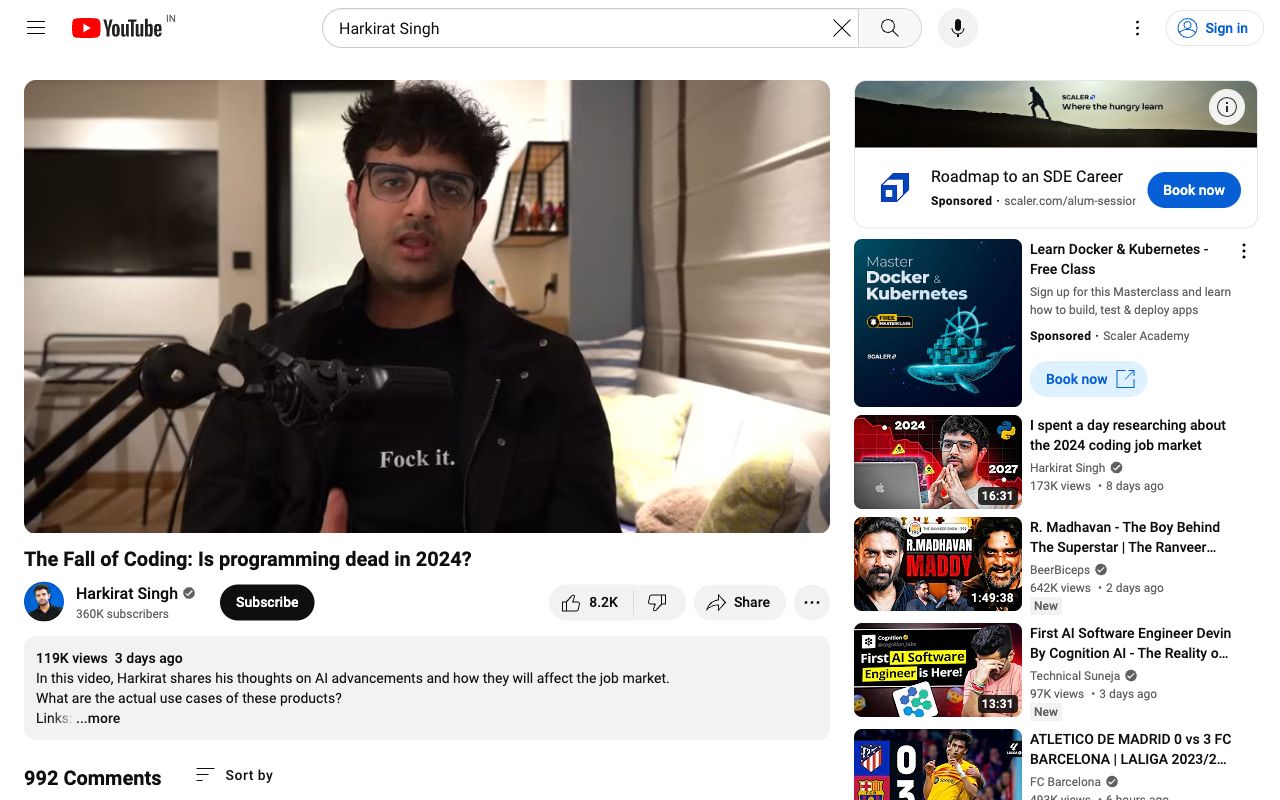 YouTube IN
Harkirat Singh
Sign in
Fock it.
The Fall of Coding: Is programming dead in 2024?
Harkirat Singh
360K subscribers
Subscribe
8.2K
Share
119K views 3 days ago
In this video, Harkirat shares his thoughts on AI advancements and how they will affect the job market.
What are the actual use cases of these products?
Links: ...more
992 Comments
Sort by
SCALER
Where the hungry learn
Roadmap to an SDE Career
Sponsored · scaler.com/alum-session
Book now
Master
Docker &
Kubernetes
FREE
MASTERCLASS
SCALER
Learn Docker & Kubernetes -
Free Class
Sign up for this Masterclass and learn
how to build, test & deploy apps
Sponsored · Scaler Academy
Book now
2024
2027
16:31
I spent a day researching about
the 2024 coding job market
Harkirat Singh
173K views • 8 days ago
THE RANVEER SHOW
R.MADHAVAN
MADDY
1:49:38
R. Madhavan - The Boy Behind
The Superstar | The Ranveer...
BeerBiceps
642K views • 2 days ago
New
Cognition
@cognition_labs
First AI Software
Engineer is Here!
13:31
First AI Software Engineer Devin
By Cognition AI - The Reality o...
Technical Suneja
97K views • 3 days ago
New
0
3
LALIGA
Spotify
ATLETICO DE MADRID 0 vs 3 FC
BARCELONA | LALIGA 2023/2...
FC Barcelona
493K views • 6 hours ago